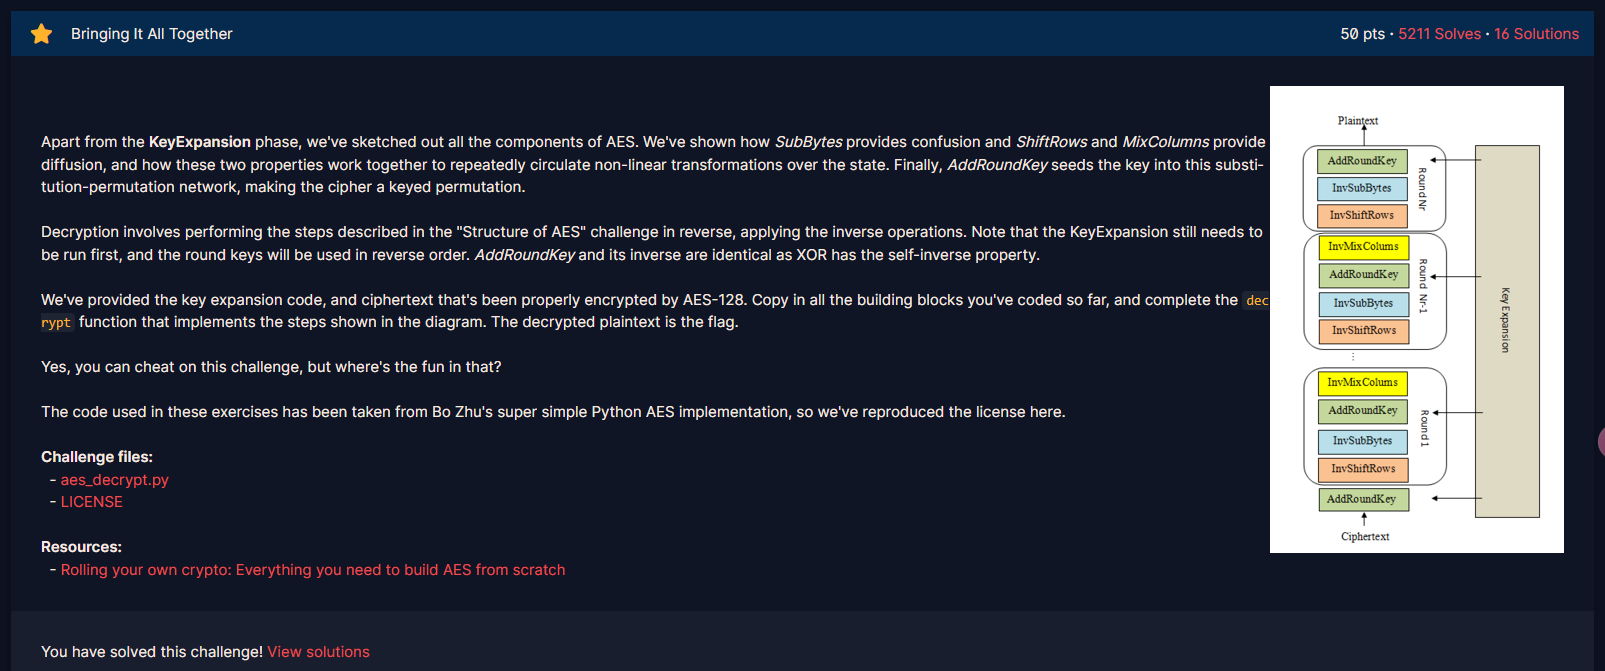 Bringing It All Together
50 pts · 5211 Solves · 16 Solutions
Apart from the KeyExpansion phase, we've sketched out all the components of AES. We've shown how SubBytes provides confusion and ShiftRows and MixColumns provide
diffusion, and how these two properties work together to repeatedly circulate non-linear transformations over the state. Finally, AddRoundKey seeds the key into this substi-
tution-permutation network, making the cipher a keyed permutation.
Decryption involves performing the steps described in the "Structure of AES" challenge in reverse, applying the inverse operations. Note that the KeyExpansion still needs to
be run first, and the round keys will be used in reverse order. AddRoundKey and its inverse are identical as XOR has the self-inverse property.
We've provided the key expansion code, and ciphertext that's been properly encrypted by AES-128. Copy in all the building blocks you've coded so far, and complete the dec
rypt function that implements the steps shown in the diagram. The decrypted plaintext is the flag.
Yes, you can cheat on this challenge, but where's the fun in that?
The code used in these exercises has been taken from Bo Zhu's super simple Python AES implementation, so we've reproduced the license here.
Challenge files:
- aes_decrypt.py
- LICENSE
Resources:
- Rolling your own crypto: Everything you need to build AES from scratch
You have solved this challenge! View solutions
Plaintext
AddRoundKey
InvSubBytes
InvShiftRows
Round Nr
InvMixColums
AddRoundKey
InvSubBytes
InvShiftRows
Round Nr-1
⋮
InvMixColums
AddRoundKey
InvSubBytes
InvShiftRows
Round 1
AddRoundKey
Ciphertext
Key Expansion